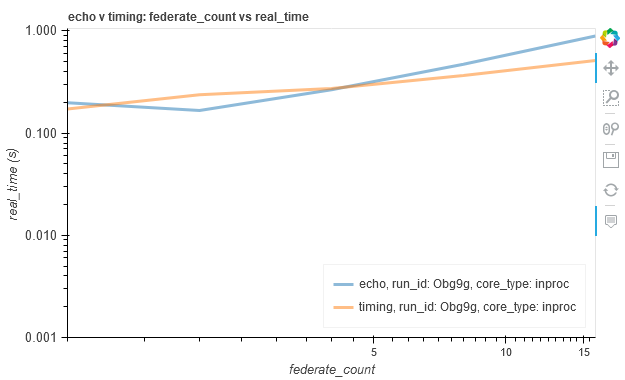 echo v timing: federate_count vs real_time
1.000
0.100
0.010
0.001
real_time (s)
echo, run_id: Obg9g, core_type: inproc
timing, run_id: Obg9g, core_type: inproc
5
10
15
federate_count